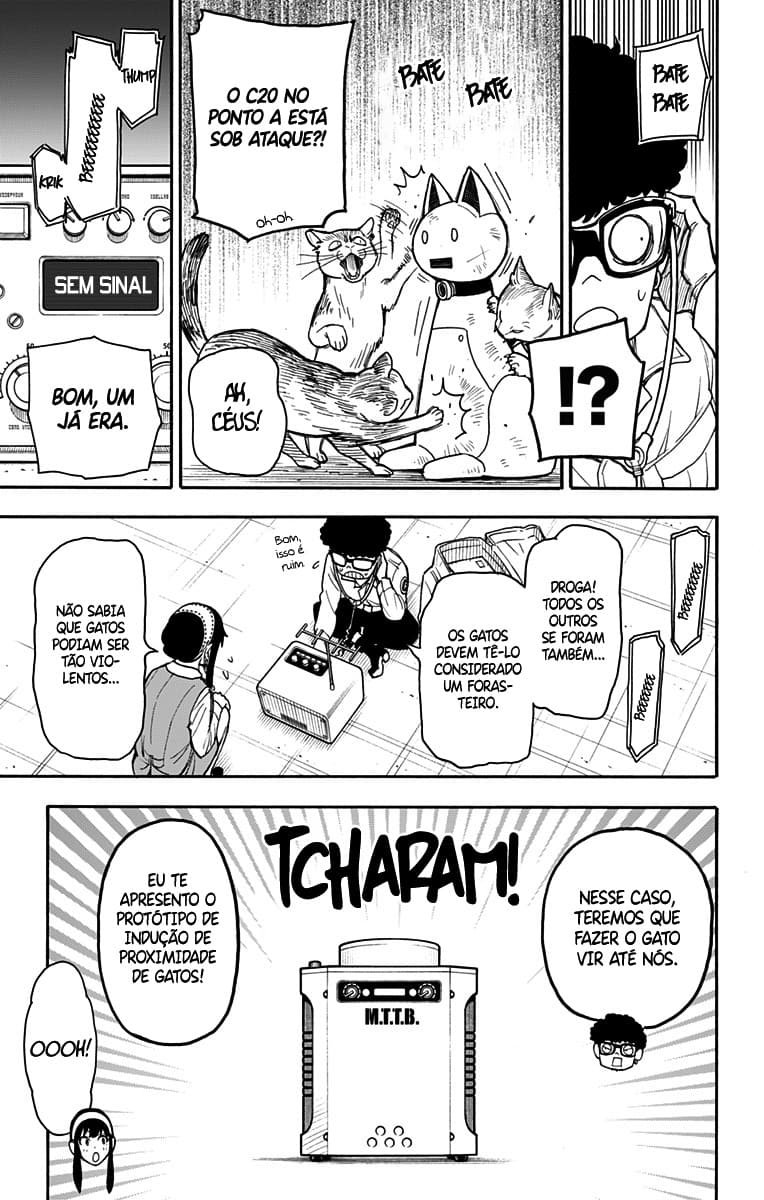 BATE
BATE
!?
BATE
BATE
O C20 NO
PONTO A ESTÁ
SOB ATAQUE?!
oh-oh
AH,
CÉUS!
THUMP
BEEEEEEEEEEE
KRIK
SEM SINAL
BOM, UM
JÁ ERA.
BEEEEEEEE
BEEEEEEE
DROGA!
TODOS OS
OUTROS
SE FORAM
TAMBÉM...
OS GATOS
DEVEM TÊ-LO
CONSIDERADO
UM FORAS-
TEIRO.
Bom,
isso é
ruim.
NÃO SABIA
QUE GATOS
PODIAM SER
TÃO VIO-
LENTOS...
NESSE CASO,
TEREMOS QUE
FAZER O GATO
VIR ATÉ NÓS.
TCHARAM!
M.T.T.B.
EU TE
APRESENTO O
PROTÓTIPO DE
INDUÇÃO DE
PROXIMIDADE
DE GATOS!
OOOH!